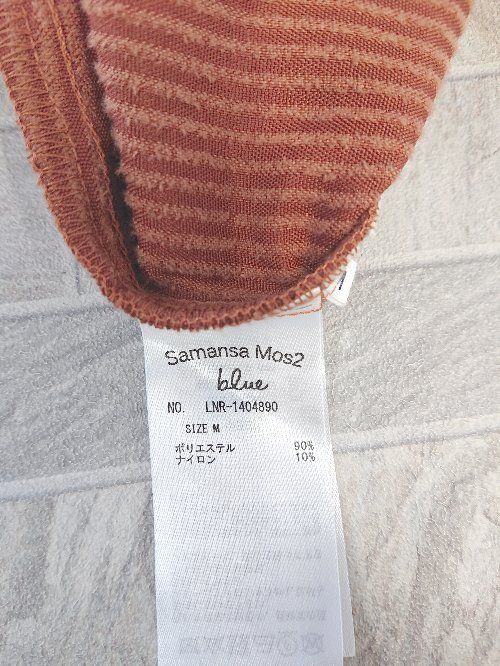 Samansa Mos2
blue
NO. LNR-1404890
SIZE M
ポリエステル 90%
ナイロン 10%